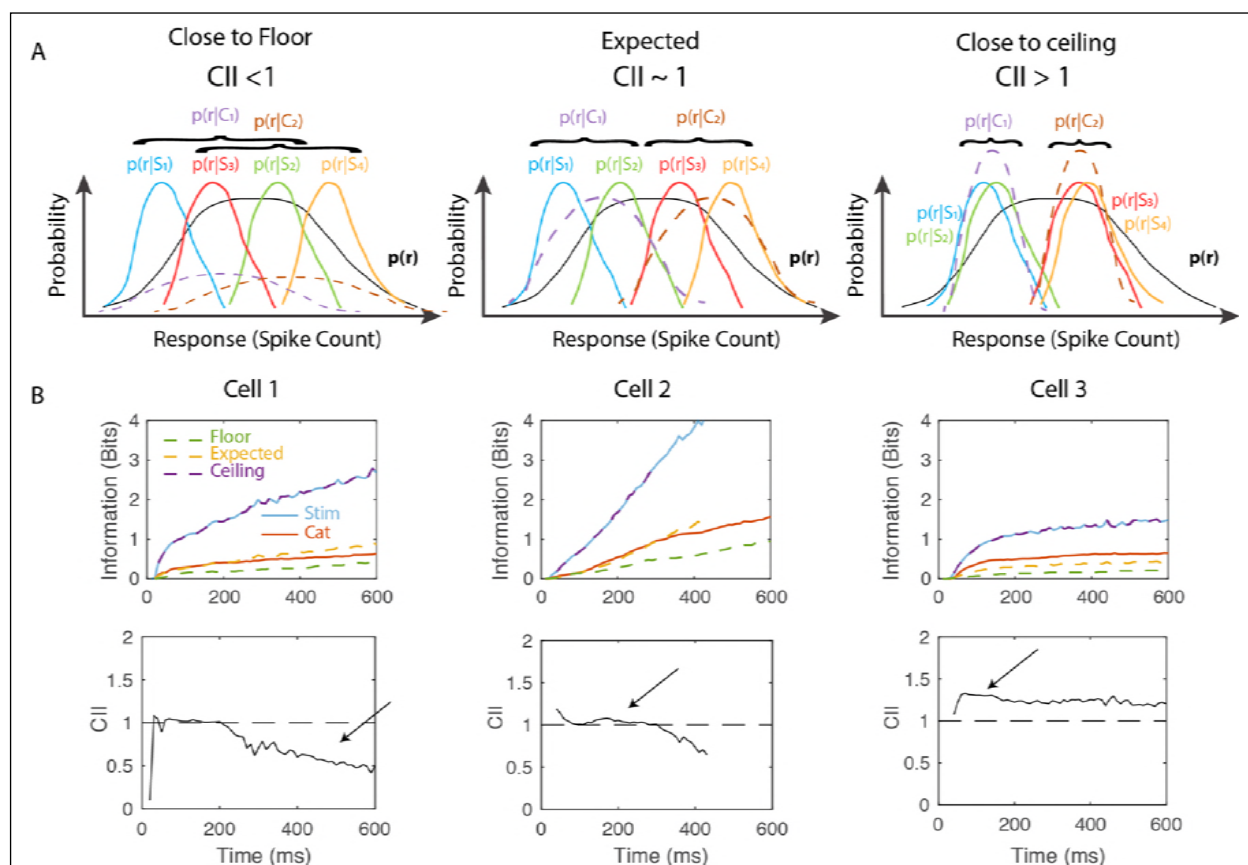 A
Close to Floor
CII <1
Expected
CII ~ 1
Close to ceiling
CII > 1
p(r|C₁) p(r|C₂)
p(r|S₁) p(r|S₃) p(r|S₂) p(r|S₄)
p(r)
Probability
Response (Spike Count)
p(r|C₁) p(r|C₂)
p(r|S₁) p(r|S₂) p(r|S₃) p(r|S₄)
p(r)
Probability
Response (Spike Count)
p(r|C₁) p(r|C₂)
p(r|S₁) p(r|S₃)
p(r|S₂) p(r|S₄)
p(r)
Probability
Response (Spike Count)
B
Cell 1
Information (Bits)
4
3
2
1
0
Floor
Expected
Ceiling
Stim
Cat
0 200 400 600
Cell 2
Information (Bits)
4
3
2
1
0
0 200 400 600
Cell 3
Information (Bits)
4
3
2
1
0
0 200 400 600
CII
2
1.5
1
0.5
0
0 200 400 600
Time (ms)
CII
2
1.5
1
0.5
0
0 200 400 600
Time (ms)
CII
2
1.5
1
0.5
0
0 200 400 600
Time (ms)